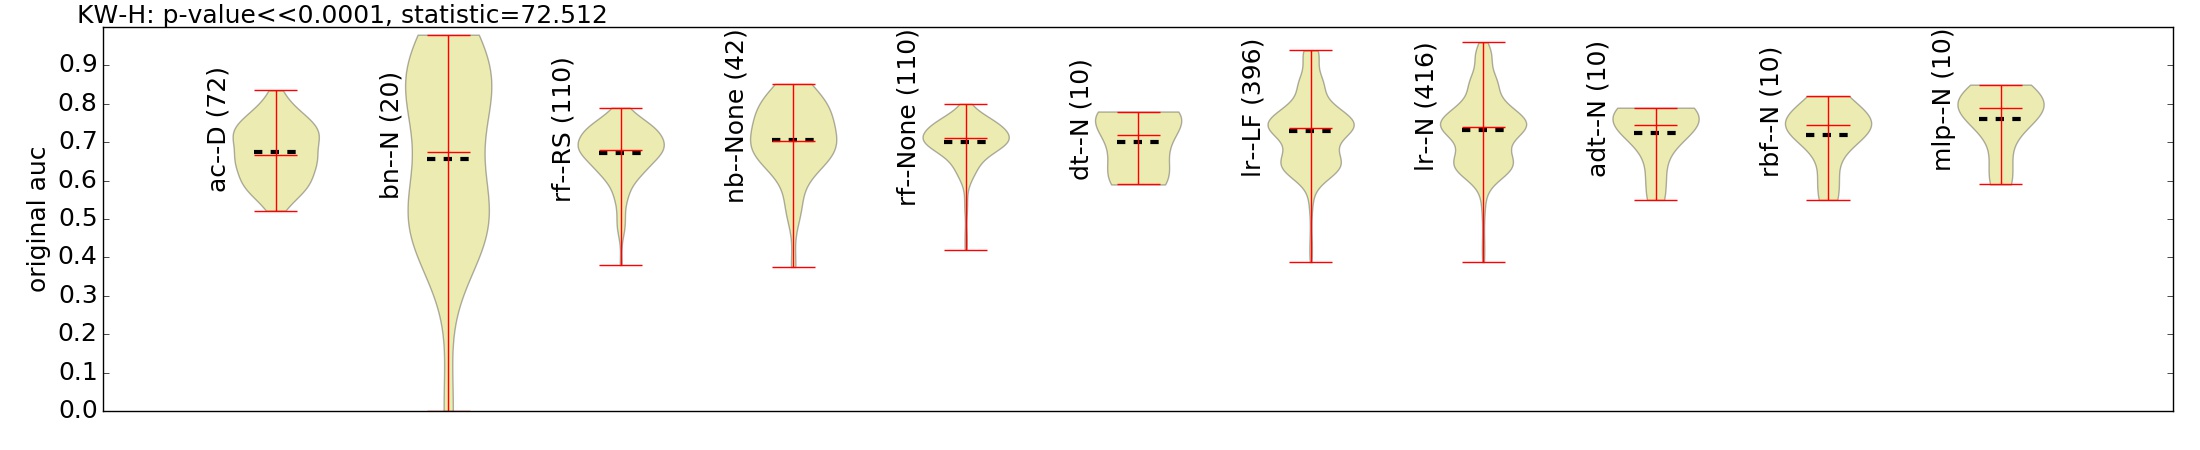 KW-H: p-value<<0.0001, statistic=72.512
original auc
0.9
0.8
0.7
0.6
0.5
0.4
0.3
0.2
0.1
0.0
ac--D (72)
bn--N (20)
rf--RS (110)
nb--None (42)
rf--None (110)
dt--N (10)
lr--LF (396)
lr--N (416)
adt--N (10)
rbf--N (10)
mlp--N (10)